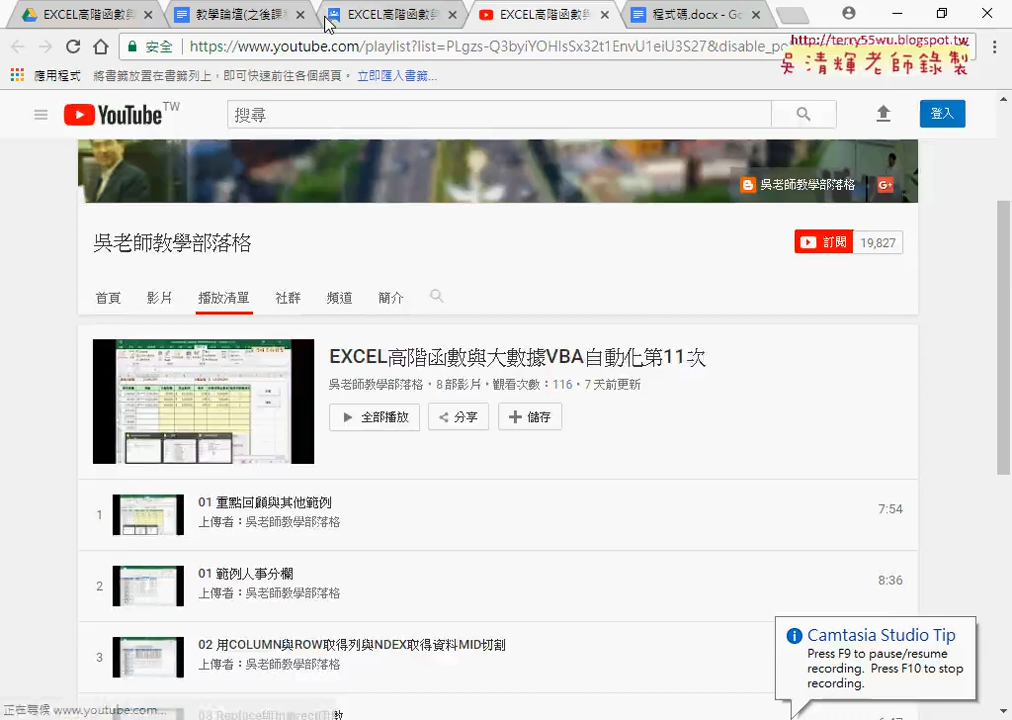 EXCEL高階函數與
教學論壇(之後課
EXCEL高階函數與
EXCEL高階函數與
程式碼.docx - Go
安全
https://www.youtube.com/playlist?list=PLgzs-Q3byiYOHIsSx32t1EnvU1eiU3S27&disable_po
http://terry55wu.blogspot.tw
吳清輝老師錄製
應用程式
將書籤放置在書籤列上，即可快速前往各個網頁。
立即匯入書籤...
YouTube TW
搜尋
登入
吳老師教學部落格
G+
吳老師教學部落格
訂閱 19,827
首頁 影片 播放清單 社群 頻道 簡介
EXCEL高階函數與大數據VBA自動化第11次
吳老師教學部落格 • 8 部影片 • 觀看次數：116 • 7 天前更新
全部播放 分享 儲存
1 01 重點回顧與其他範例 7:54
上傳者：吳老師教學部落格
2 01 範例人事分欄 8:36
上傳者：吳老師教學部落格
3 02 用COLUMN與ROW取得列與NDEX取得資料MID切割
上傳者：吳老師教學部落格
Camtasia Studio Tip
Press F9 to pause/resume
recording. Press F10 to stop
recording.
正在等候 www.youtube.com...